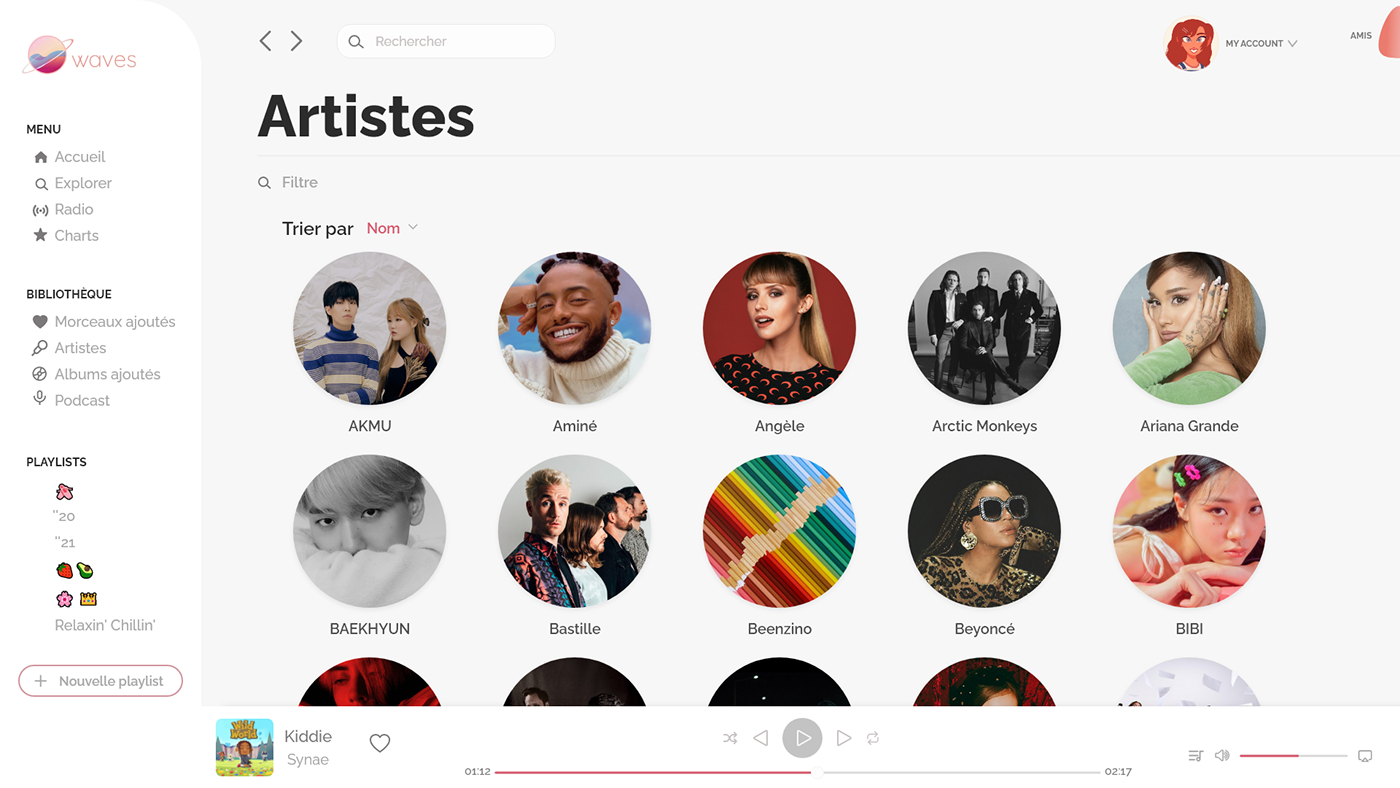 waves
MENU
Accueil
Explorer
Radio
Charts
BIBLIOTHÈQUE
Morceaux ajoutés
Artistes
Albums ajoutés
Podcast
PLAYLISTS
"20
"21
Relaxin' Chillin'
Nouvelle playlist
Rechercher
MY ACCOUNT
AMIS
Artistes
Filtre
Trier par Nom
AKMU
Aminé
Angèle
Arctic Monkeys
Ariana Grande
BAEKHYUN
Bastille
Beenzino
Beyoncé
BIBI
Wild
World
Kiddie
Synae
01:12
02:17